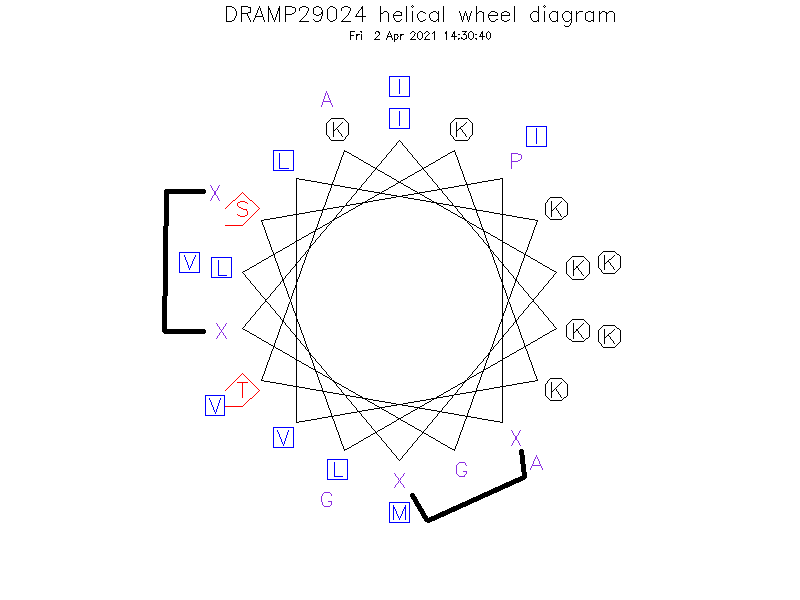 DRAMP29024 helical wheel diagram
Fri 2 Apr 2021 14:30:40
I
A
I
K
K
I
L
P
X
S
K
V
L
K
K
X
K
K
T
K
V
V
X
L
G
A
X
G
M